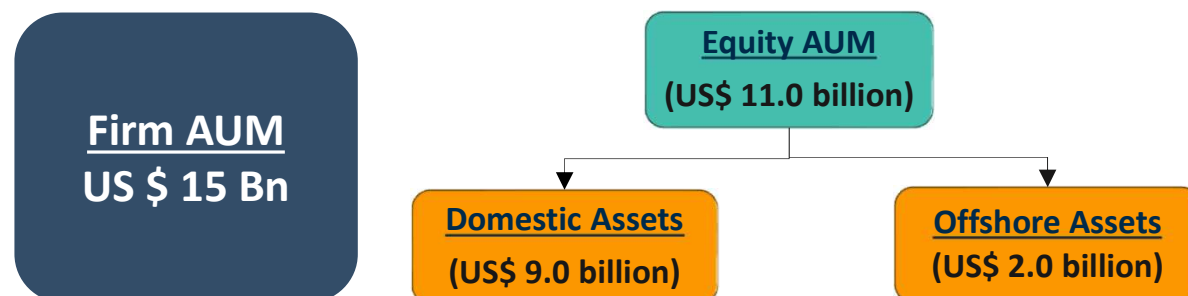 Firm AUM
US $ 15 Bn
Equity AUM
(US$ 11.0 billion)
Domestic Assets
(US$ 9.0 billion)
Offshore Assets
(US$ 2.0 billion)